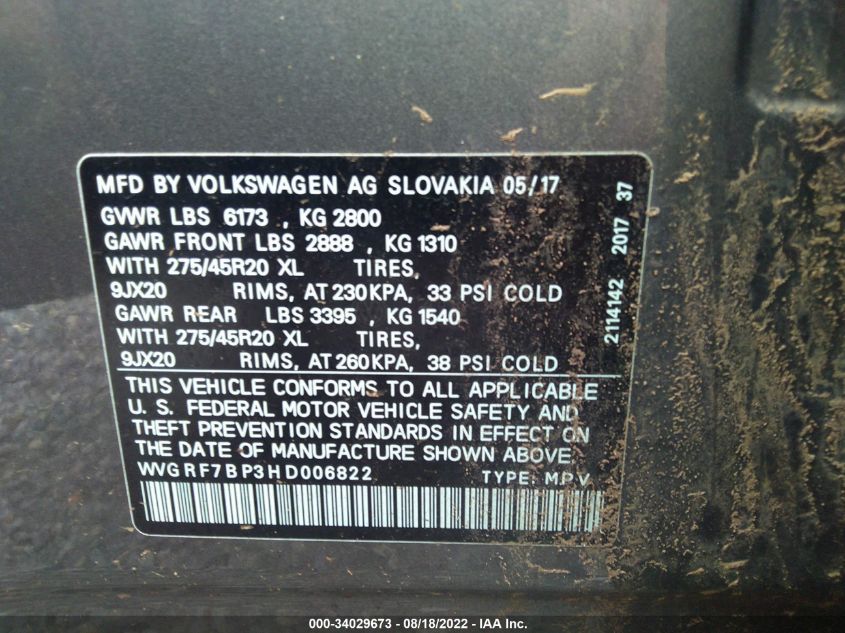 MFD BY VOLKSWAGEN AG SLOVAKIA 05/17
GVWR LBS 6173 , KG 2800
GAWR FRONT LBS 2888 , KG 1310
WITH 275/45R20 XL TIRES,
9JX20 RIMS, AT 230 KPA, 33 PSI COLD
GAWR REAR LBS 3395 , KG 1540
WITH 275/45R20 XL TIRES,
9JX20 RIMS, AT 260 KPA, 38 PSI COLD
THIS VEHICLE CONFORMS TO ALL APPLICABLE
U. S. FEDERAL MOTOR VEHICLE SAFETY AND
THEFT PREVENTION STANDARDS IN EFFECT ON
THE DATE OF MANUFACTURE SHOWN ABOVE.
WVGRF7BP3HD006822 TYPE: MPV
2114142 2017 37
000-34029673 - 08/18/2022 - IAA Inc.